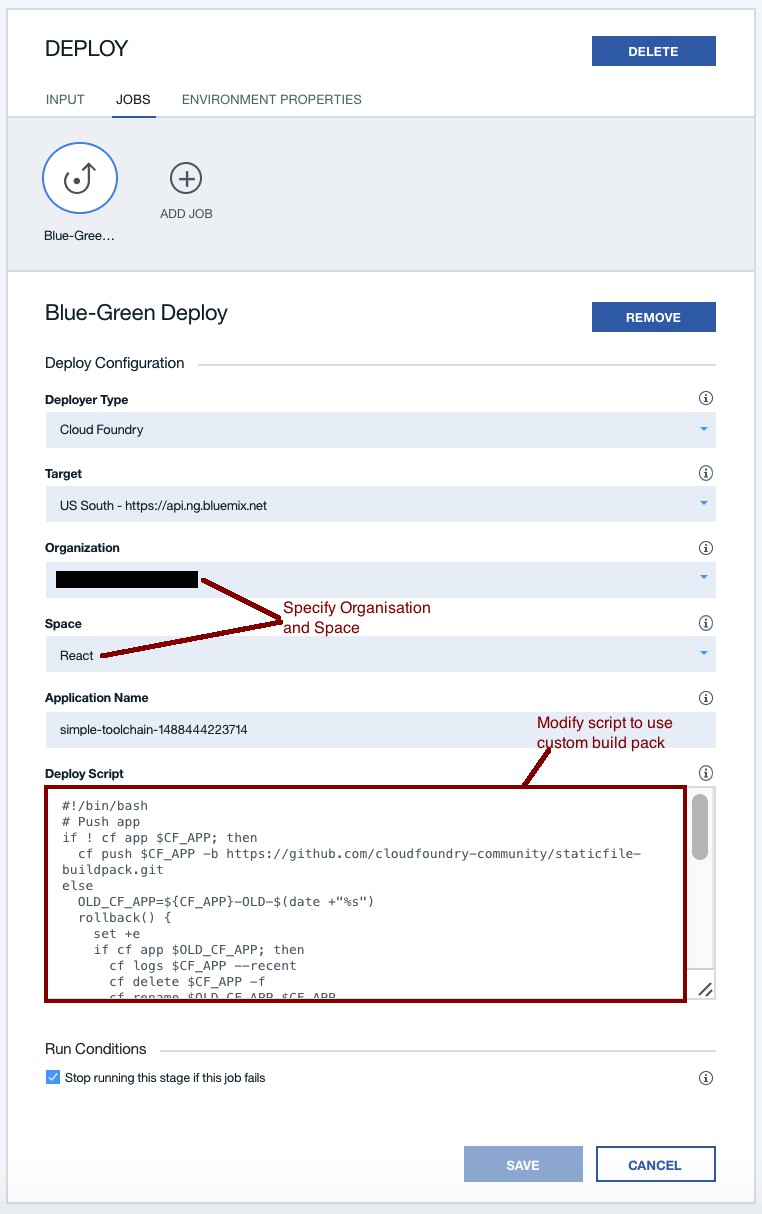 DEPLOY
DELETE
INPUT JOBS ENVIRONMENT PROPERTIES
Blue-Gree...
ADD JOB
Blue-Green Deploy
REMOVE
Deploy Configuration
Deployer Type
Cloud Foundry
Target
US South - https://api.ng.bluemix.net
Organization
Specify Organisation
and Space
Space
React
Application Name
simple-toolchain-1488444223714
Modify script to use
custom build pack
Deploy Script
#!/bin/bash
# Push app
if ! cf app $CF_APP; then
cf push $CF_APP -b https://github.com/cloudfoundry-community/staticfile-
buildpack.git
else
OLD_CF_APP=${CF_APP}-OLD-$(date +"%s")
rollback() {
set +e
if cf app $OLD_CF_APP; then
cf logs $CF_APP --recent
cf delete $CF_APP -f
cf rename $OLD_CF_APP $CF_APP
Run Conditions
Stop running this stage if this job fails
SAVE
CANCEL